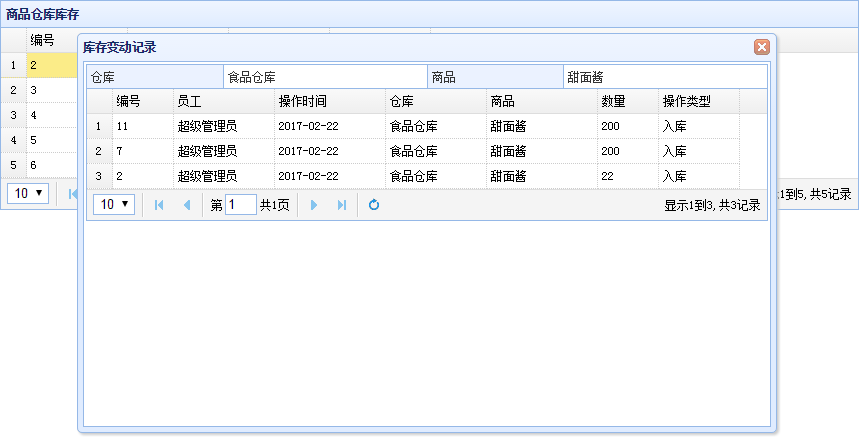 商品仓库库存
编号
1 2
2 3
3 4
4 5
5 6
10
示1到5, 共5记录
库存变动记录
仓库 食品仓库 商品 甜面酱
编号 员工 操作时间 仓库 商品 数量 操作类型
1 11 超级管理员 2017-02-22 食品仓库 甜面酱 200 入库
2 7 超级管理员 2017-02-22 食品仓库 甜面酱 200 入库
3 2 超级管理员 2017-02-22 食品仓库 甜面酱 22 入库
10 第 1 共1页 显示1到3, 共3记录